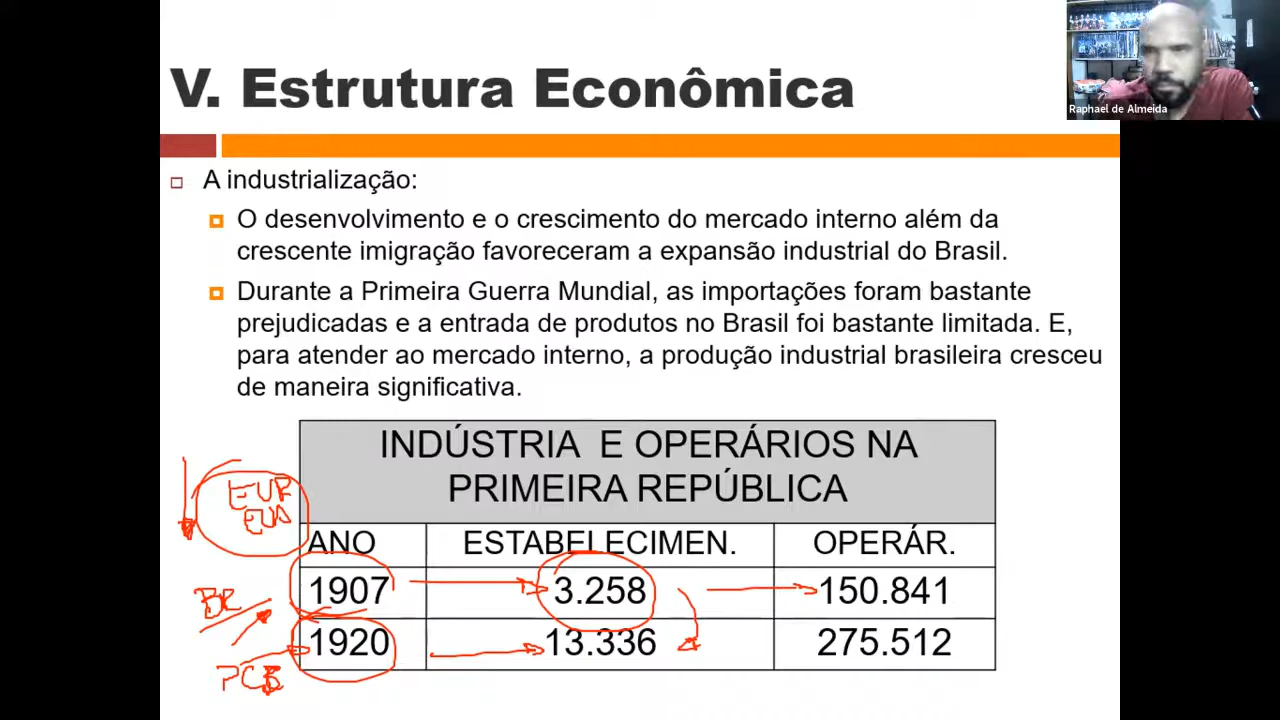 V. Estrutura Econômica
Raphael de Almeida
A industrialização:
O desenvolvimento e o crescimento do mercado interno além da
crescente imigração favoreceram a expansão industrial do Brasil.
Durante a Primeira Guerra Mundial, as importações foram bastante
prejudicadas e a entrada de produtos no Brasil foi bastante limitada. E,
para atender ao mercado interno, a produção industrial brasileira cresceu
de maneira significativa.
INDÚSTRIA E OPERÁRIOS NA
PRIMEIRA REPÚBLICA
EUR
EUA
ANO ESTABELECIMEN. OPERÁR.
1907 3.258 150.841
BR
1920 13.336 275.512
PCB